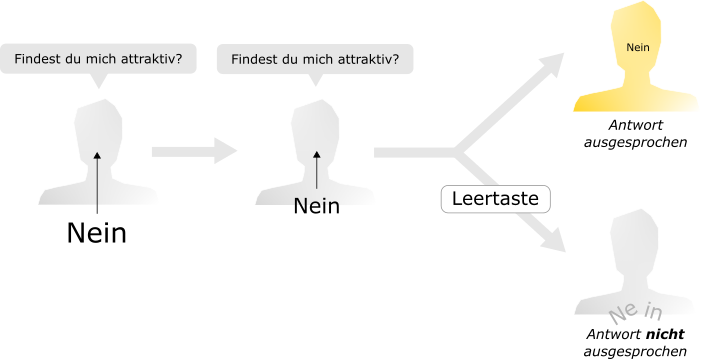 Findest du mich attraktiv?
Nein
Findest du mich attraktiv?
Nein
Leertaste
Nein
Antwort
ausgesprochen
Ne in
Antwort nicht
ausgesprochen